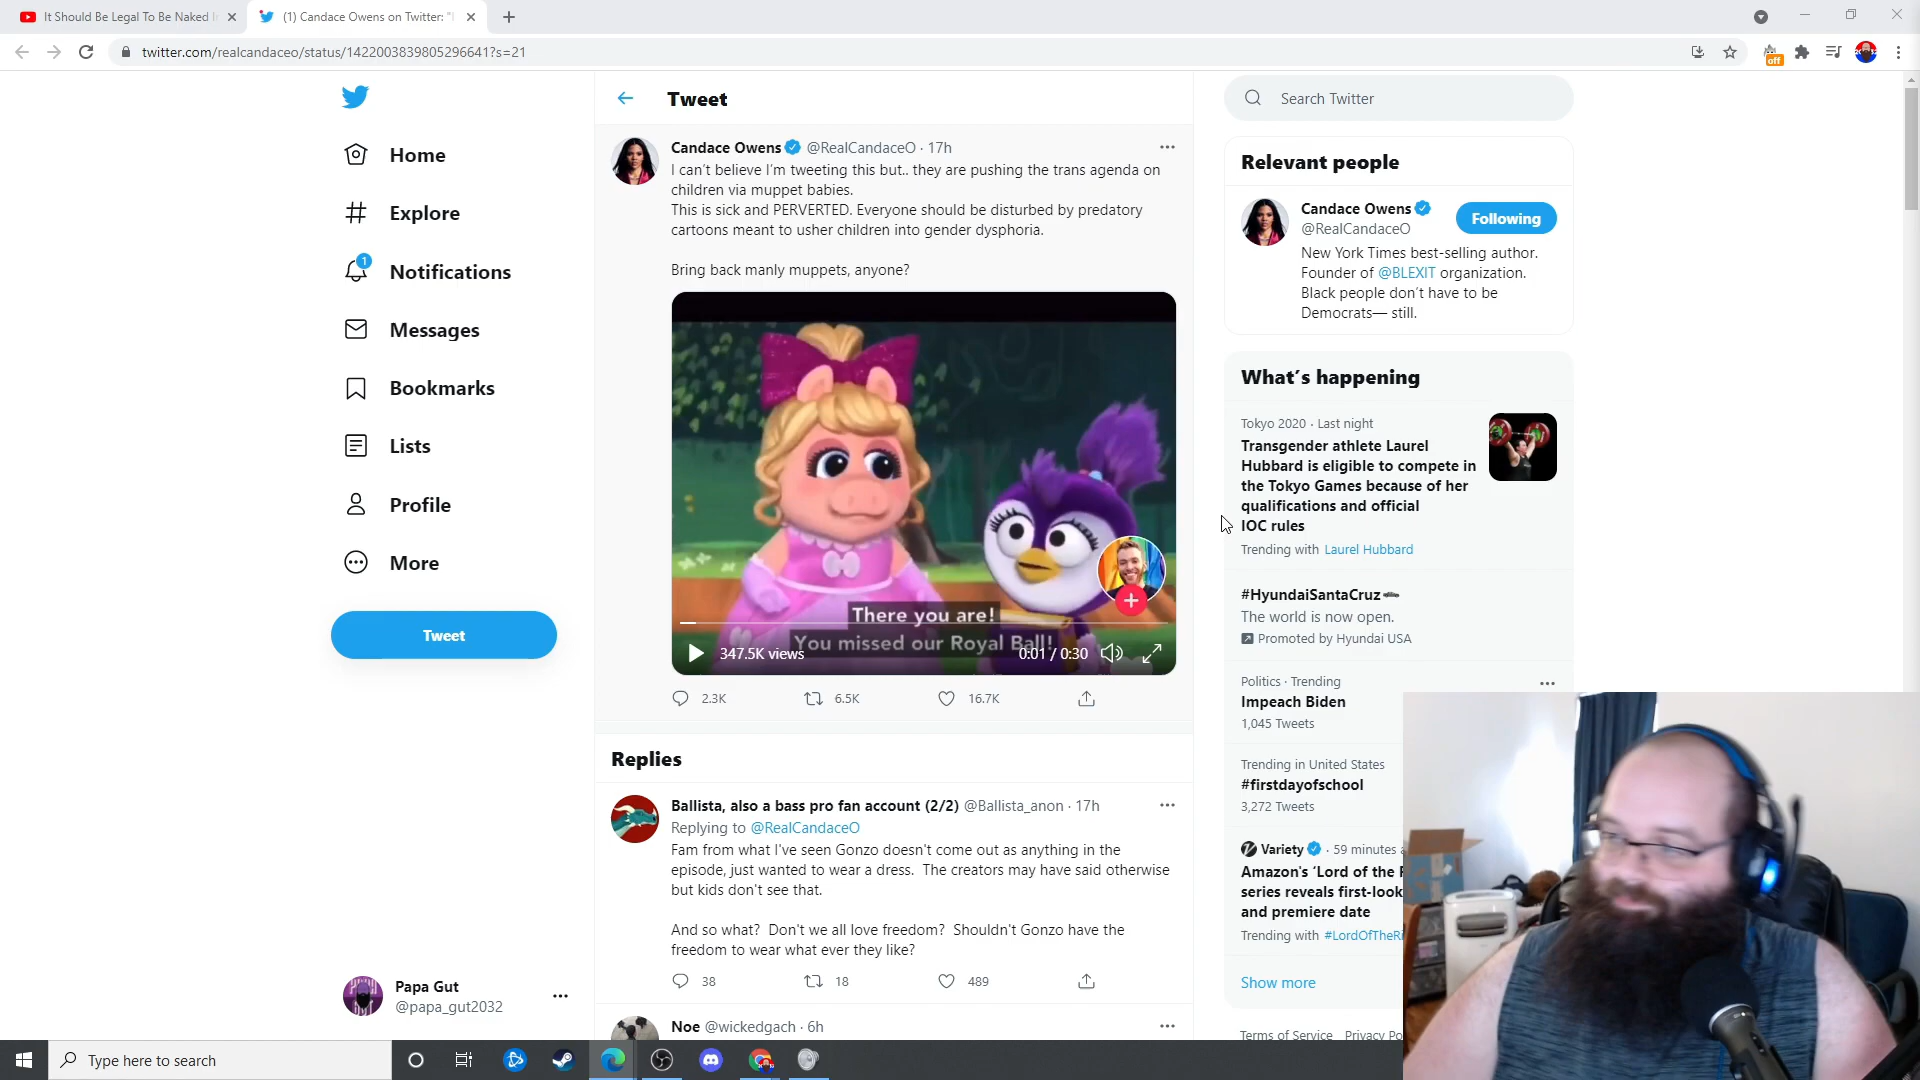 It Should Be Legal To Be Naked I
(1) Candace Owens on Twitter: "I
twitter.com/realcandaceo/status/1422003839805296641?s=21
off
Home
Explore
1
Notifications
Messages
Bookmarks
Lists
Profile
More
Tweet
Papa Gut
@papa_gut2032
Tweet
Candace Owens @RealCandaceO · 17h
I can't believe I'm tweeting this but.. they are pushing the trans agenda on
children via muppet babies.
This is sick and PERVERTED. Everyone should be disturbed by predatory
cartoons meant to usher children into gender dysphoria.
Bring back manly muppets, anyone?
There you are!
You missed our Royal Ball!
347.5K views
0:01 / 0:30
2.3K
6.5K
16.7K
Replies
Ballista, also a bass pro fan account (2/2) @Ballista_anon · 17h
Replying to @RealCandaceO
Fam from what I've seen Gonzo doesn't come out as anything in the
episode, just wanted to wear a dress. The creators may have said otherwise
but kids don't see that.
And so what? Don't we all love freedom? Shouldn't Gonzo have the
freedom to wear what ever they like?
38
18
489
Noe @wickedgach · 6h
Search Twitter
Relevant people
Candace Owens
@RealCandaceO
Following
New York Times best-selling author.
Founder of @BLEXIT organization.
Black people don't have to be
Democrats— still.
What's happening
Tokyo 2020 · Last night
Transgender athlete Laurel
Hubbard is eligible to compete in
the Tokyo Games because of her
qualifications and official
IOC rules
Trending with Laurel Hubbard
#HyundaiSantaCruz
The world is now open.
Promoted by Hyundai USA
Politics · Trending
Impeach Biden
1,045 Tweets
Trending in United States
#firstdayofschool
3,272 Tweets
Variety · 59 minutes a
Amazon's 'Lord of the R
series reveals first-look
and premiere date
Trending with #LordOfTheRi
Show more
Terms of Service Privacy Po
Type here to search